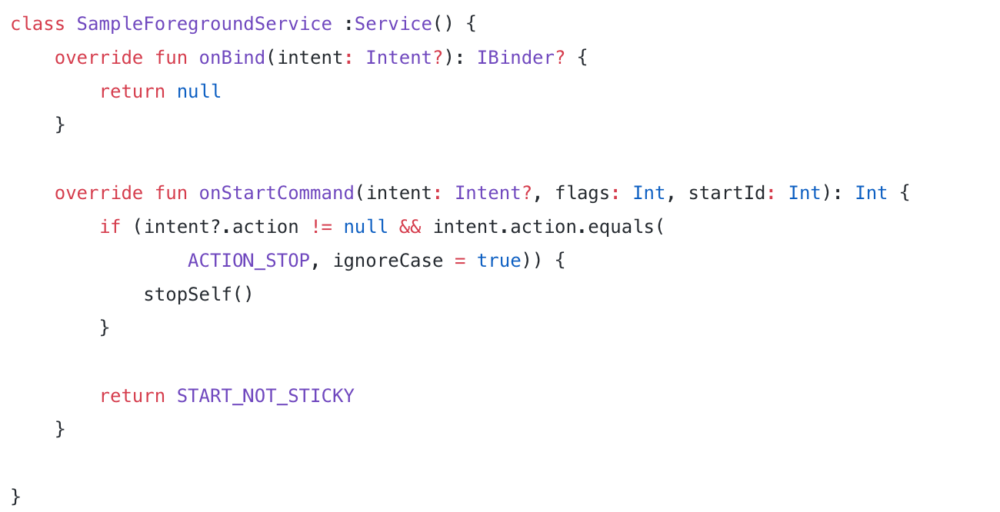 class SampleForegroundService :Service() {
    override fun onBind(intent: Intent?): IBinder? {
        return null
    }
    override fun onStartCommand(intent: Intent?, flags: Int, startId: Int): Int {
        if (intent?.action != null && intent.action.equals(
                ACTION_STOP, ignoreCase = true)) {
            stopSelf()
        }
        return START_NOT_STICKY
    }
}